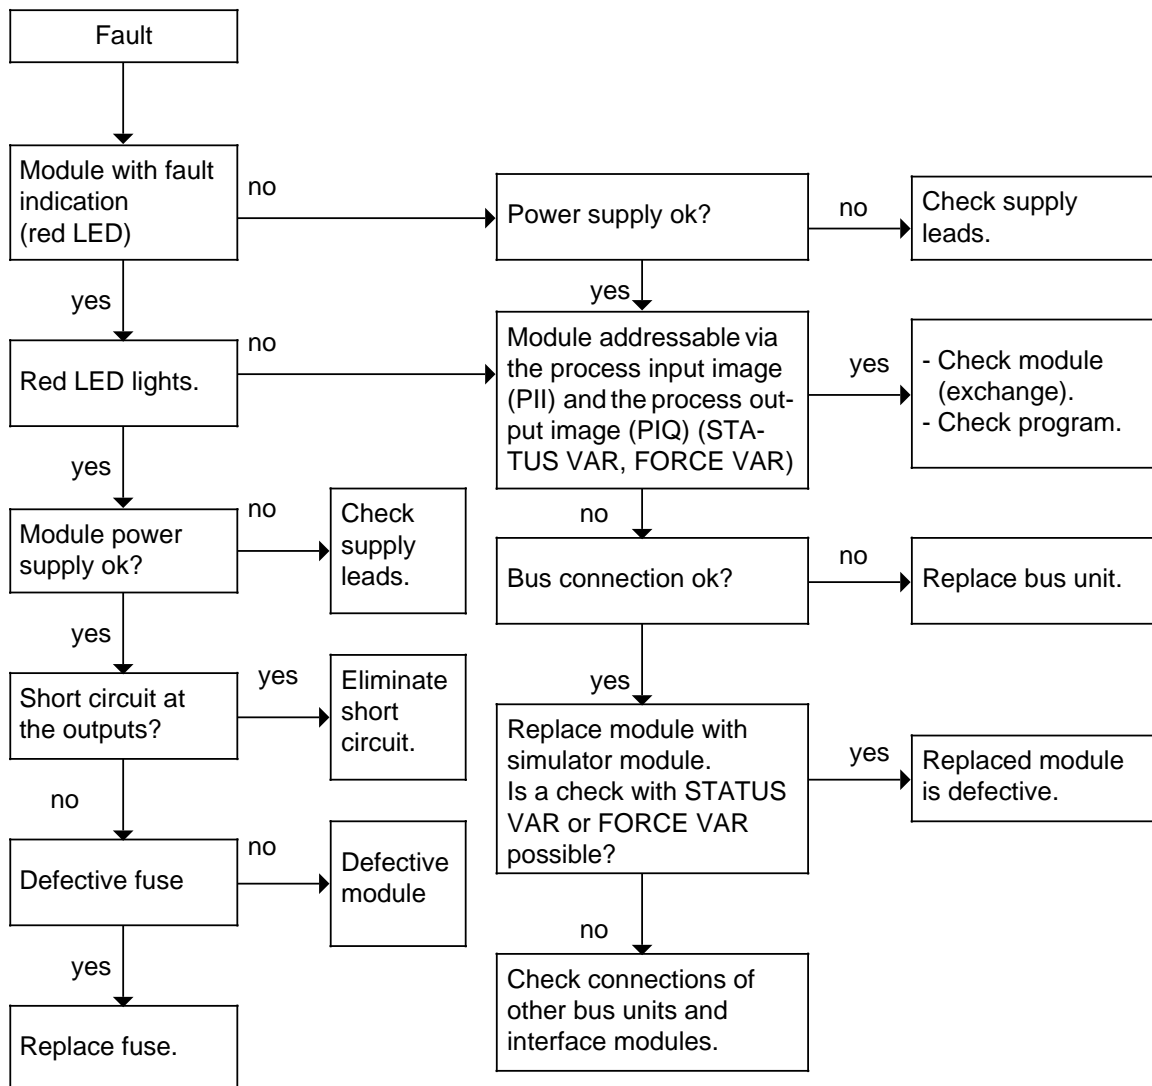 Fault
Module with fault
indication
(red LED)
no
Power supply ok?
no
Check supply
leads.
yes
yes
Red LED lights.
no
Module addressable via
the process input image
(PII) and the process out-
put image (PIQ) (STA-
TUS VAR, FORCE VAR)
yes
- Check module
(exchange).
- Check program.
yes
no
Module power
supply ok?
no
Check
supply
leads.
Bus connection ok?
no
Replace bus unit.
yes
yes
Short circuit at
the outputs?
yes
Eliminate
short
circuit.
Replace module with
simulator module.
Is a check with STATUS
VAR or FORCE VAR
possible?
yes
Replaced module
is defective.
no
Defective fuse
no
Defective
module
no
yes
Check connections of
other bus units and
interface modules.
Replace fuse.